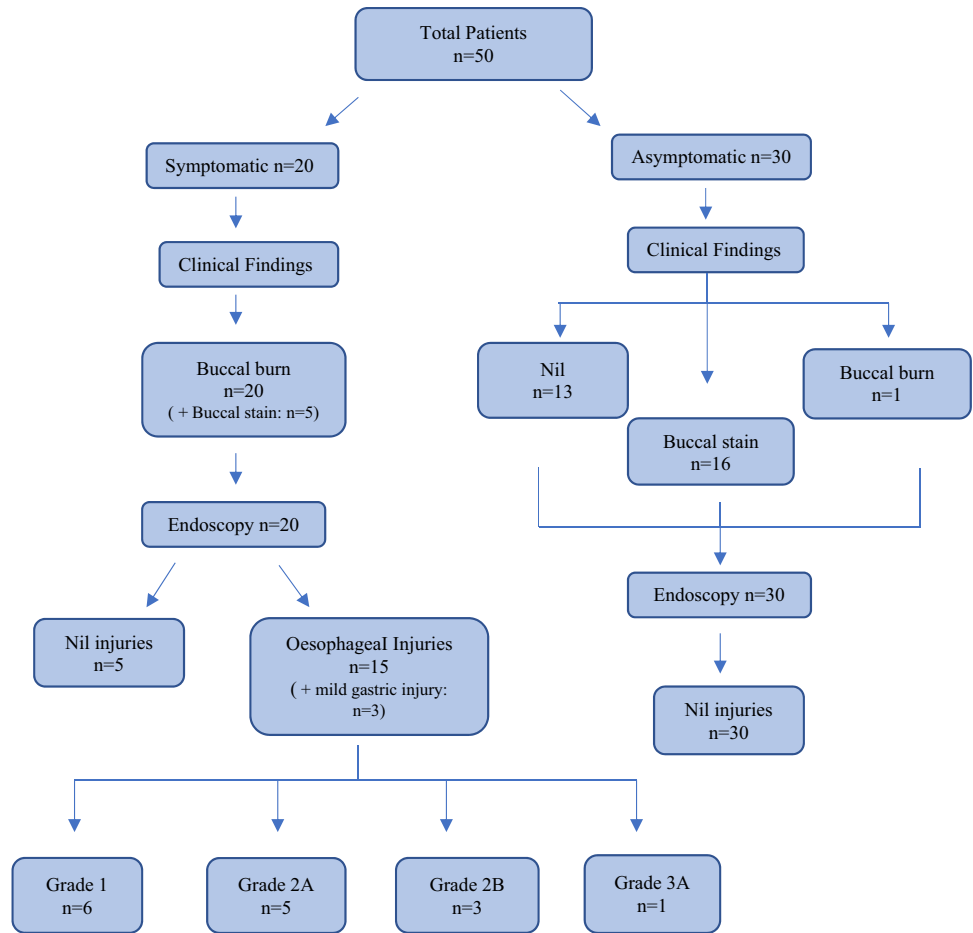 Total Patients
n=50
Symptomatic n=20
Asymptomatic n=30
Clinical Findings
Clinical Findings
Buccal burn
n=20
( + Buccal stain: n=5)
Nil
n=13
Buccal stain
n=16
Buccal burn
n=1
Endoscopy n=20
Endoscopy n=30
Nil injuries
n=5
OesophageaI Injuries
n=15
( + mild gastric injury:
n=3)
Nil injuries
n=30
Grade 1
n=6
Grade 2A
n=5
Grade 2B
n=3
Grade 3A
n=1